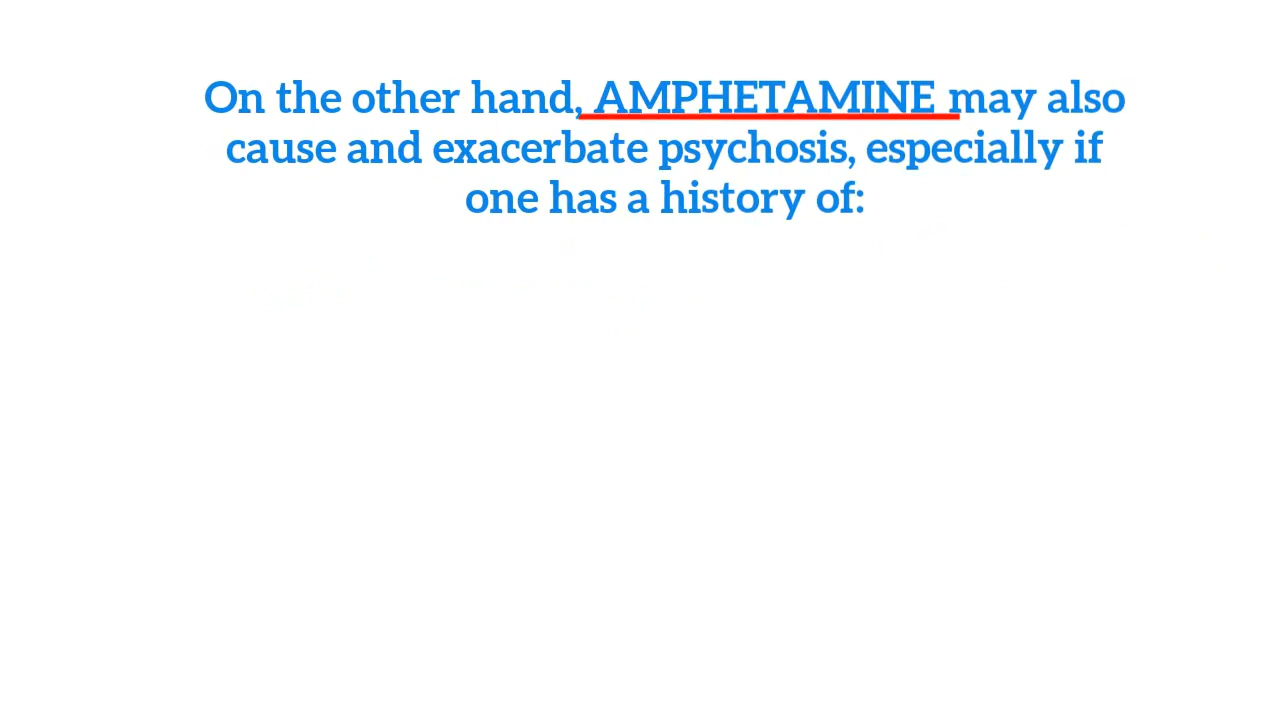 On the other hand, AMPHETAMINE may also
cause and exacerbate psychosis, especially if
one has a history of: